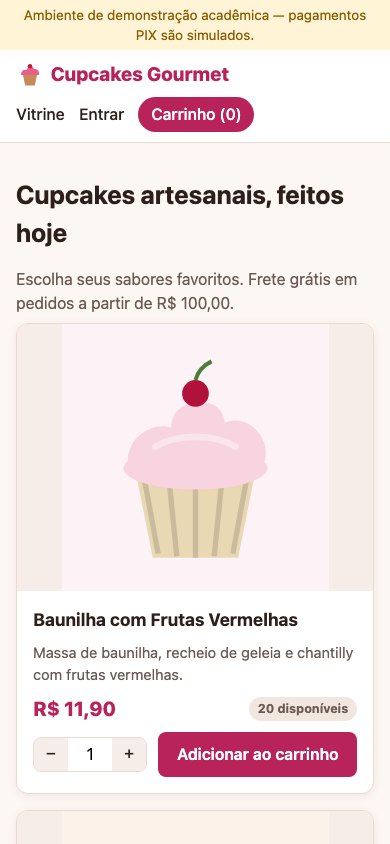 Ambiente de demonstração acadêmica — pagamentos
PIX são simulados.
Cupcakes Gourmet
Vitrine Entrar Carrinho (0)
Cupcakes artesanais, feitos
hoje
Escolha seus sabores favoritos. Frete grátis em
pedidos a partir de R$ 100,00.
Baunilha com Frutas Vermelhas
Massa de baunilha, recheio de geleia e chantilly
com frutas vermelhas.
R$ 11,90 20 disponíveis
− 1 + Adicionar ao carrinho